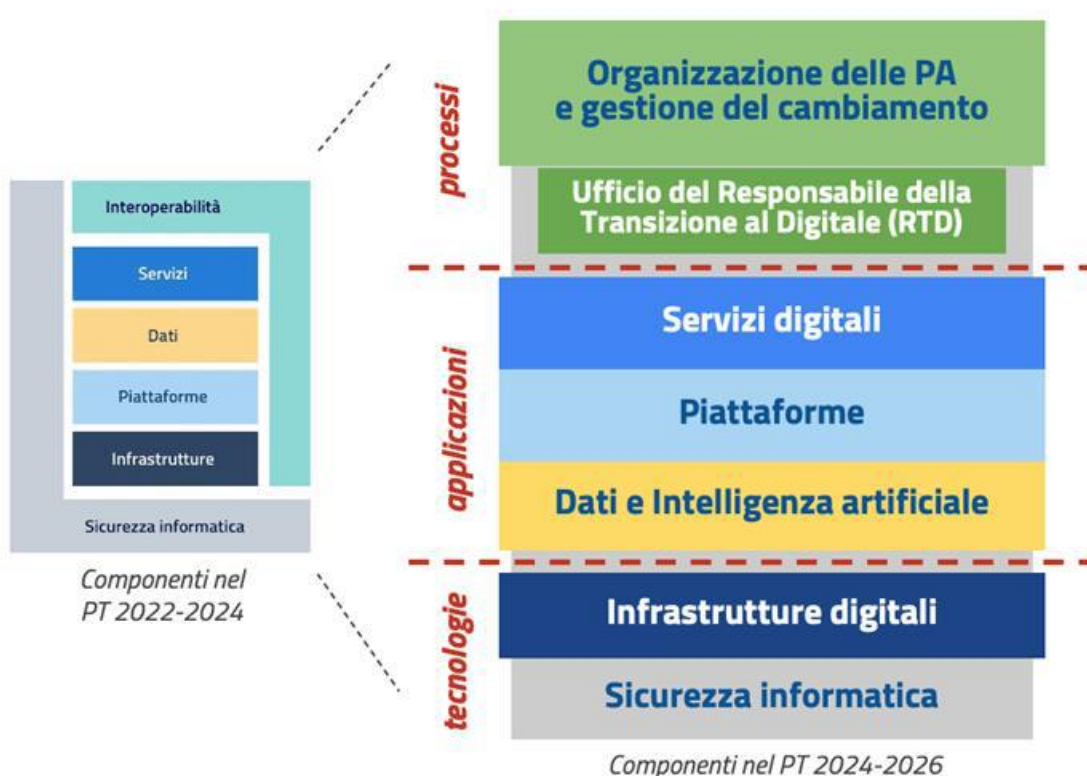 Interoperabilità
Servizi
Dati
Piattaforme
Infrastrutture
Sicurezza informatica
Componenti nel
PT 2022-2024
processi
Organizzazione delle PA
e gestione del cambiamento
Ufficio del Responsabile della
Transizione al Digitale (RTD)
applicazioni
Servizi digitali
Piattaforme
Dati e Intelligenza artificiale
tecnologie
Infrastrutture digitali
Sicurezza informatica
Componenti nel PT 2024-2026